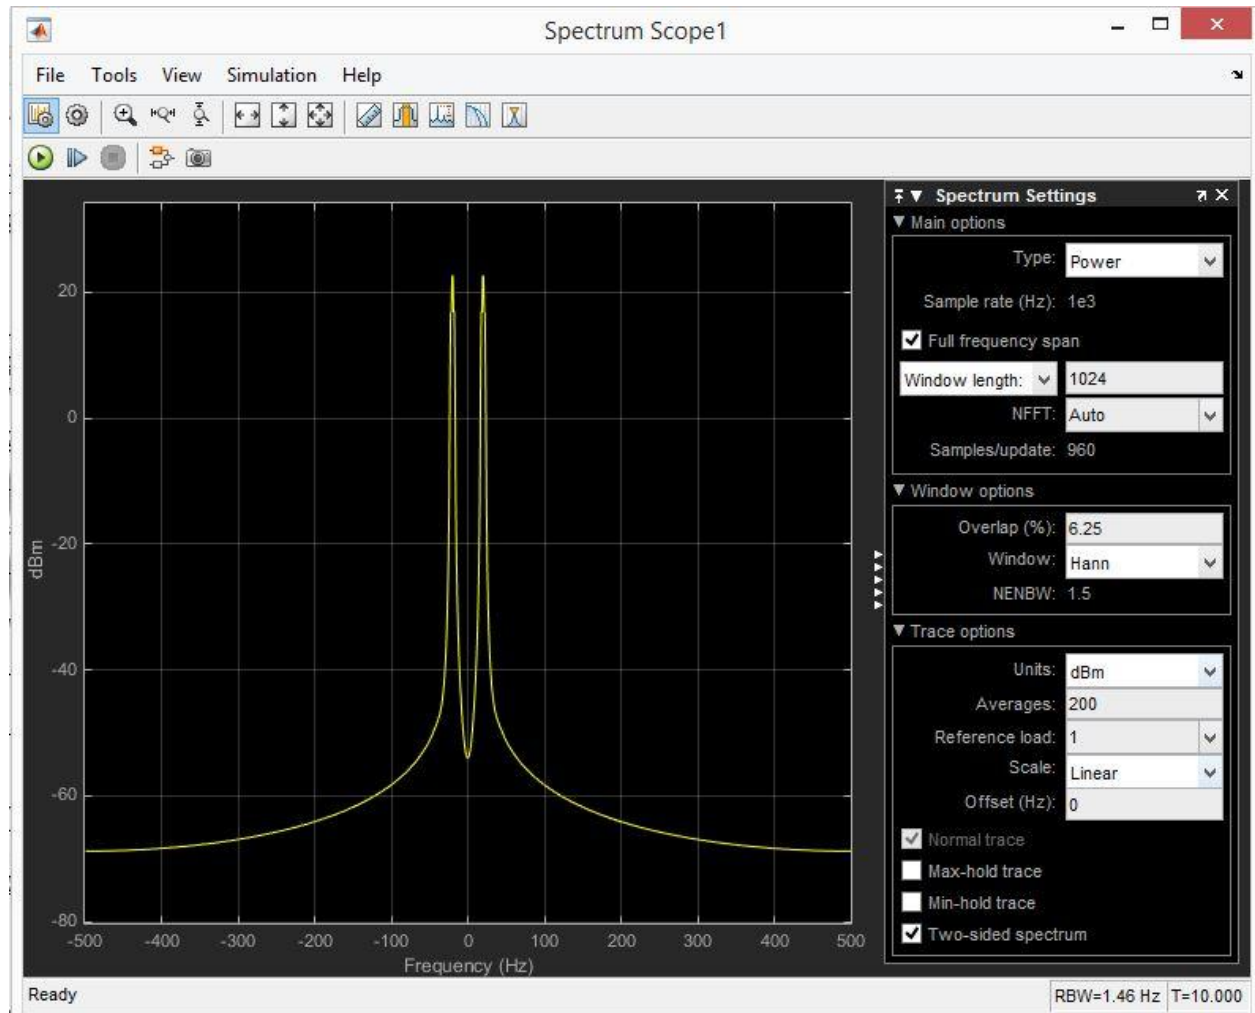 Spectrum Scope1
File Tools View Simulation Help
20
0
-20
-40
-60
-80
dBm
-500 -400 -300 -200 -100 0 100 200 300 400 500
Frequency (Hz)
Spectrum Settings
Main options
Type: Power
Sample rate (Hz): 1e3
Full frequency span
Window length: 1024
NFFT: Auto
Samples/update: 960
Window options
Overlap (%): 6.25
Window: Hann
NENBW: 1.5
Trace options
Units: dBm
Averages: 200
Reference load: 1
Scale: Linear
Offset (Hz): 0
Normal trace
Max-hold trace
Min-hold trace
Two-sided spectrum
Ready RBW=1.46 Hz T=10.000